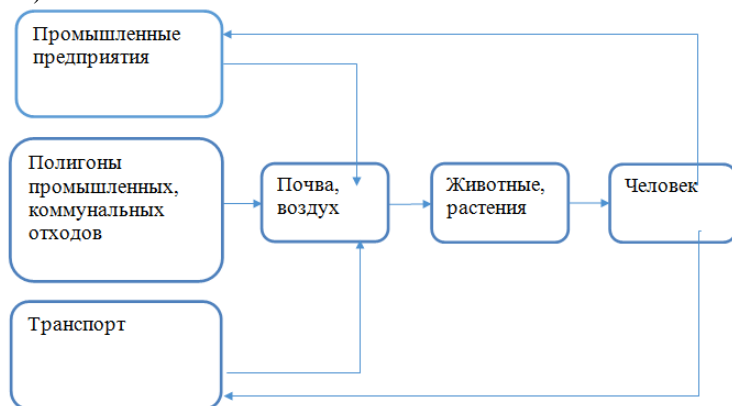 Промышленные
предприятия
Полигоны
промышленных,
коммунальных
отходов
Почва,
воздух
Животные,
растения
Человек
Транспорт